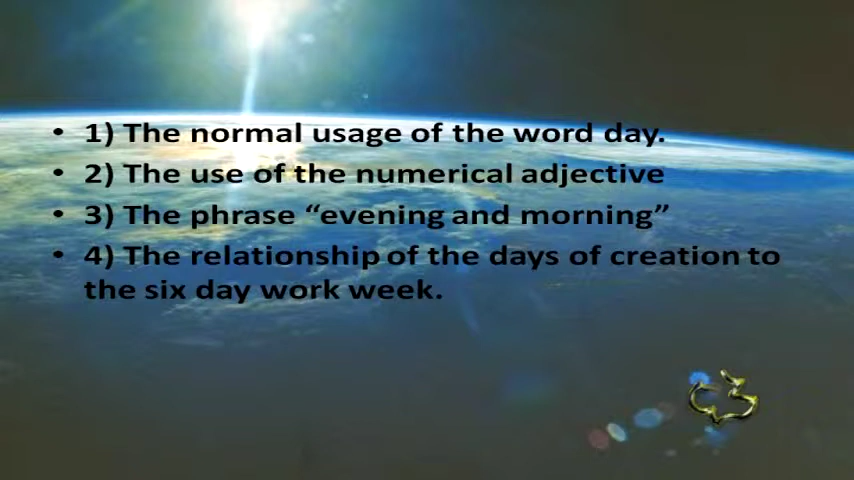 • 1) The normal usage of the word day.
• 2) The use of the numerical adjective
• 3) The phrase “evening and morning”
• 4) The relationship of the days of creation to
the six day work week.